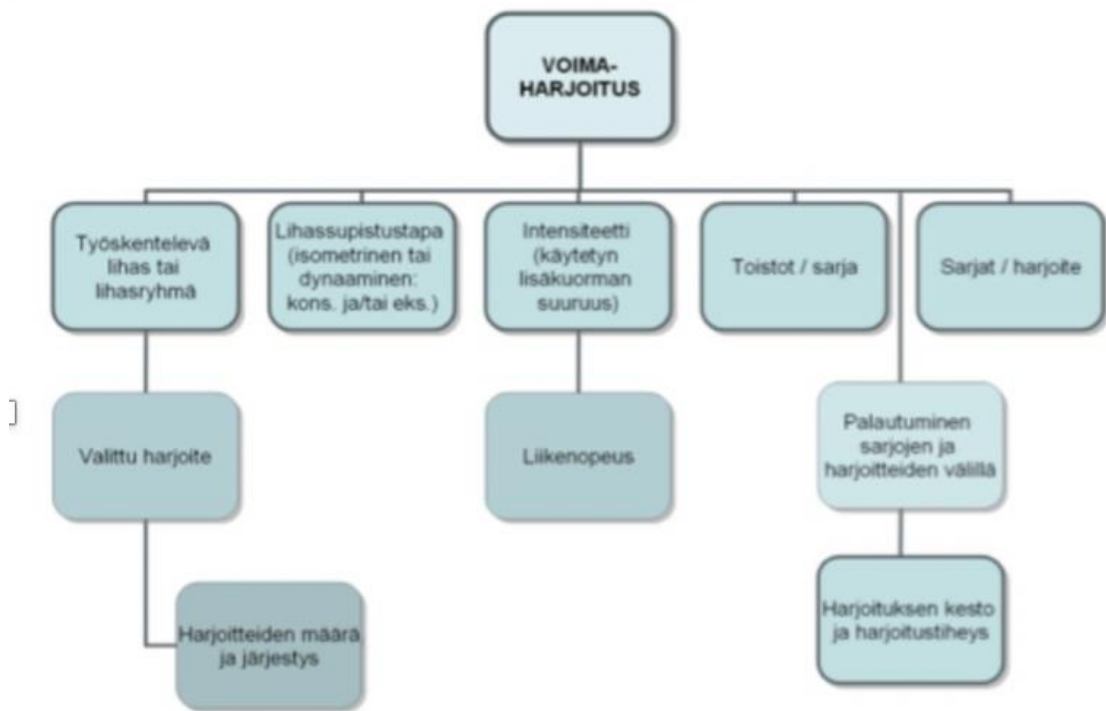 VOIMA-
HARJOITUS
Työskentelevä
lihas tai
lihasryhmä
Lihassupistustapa
(isometrinen tai
dynaaminen:
kons. ja/tai eks.)
Intensiteetti
(käytetyn
lisäkuorman
suuruus)
Toistot / sarja
Sarjat / harjoite
Valittu harjoite
Liikenopeus
Palautuminen
sarjojen ja
harjoitteiden välillä
Harjoitteiden määrä
ja järjestys
Harjoituksen kesto
ja harjoitustiheys